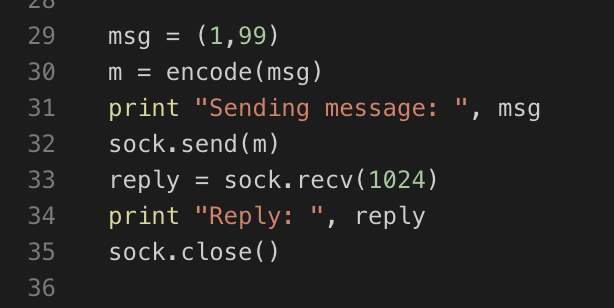 28
29 msg = (1,99)
30 m = encode(msg)
31 print "Sending message: ", msg
32 sock.send(m)
33 reply = sock.recv(1024)
34 print "Reply: ", reply
35 sock.close()
36